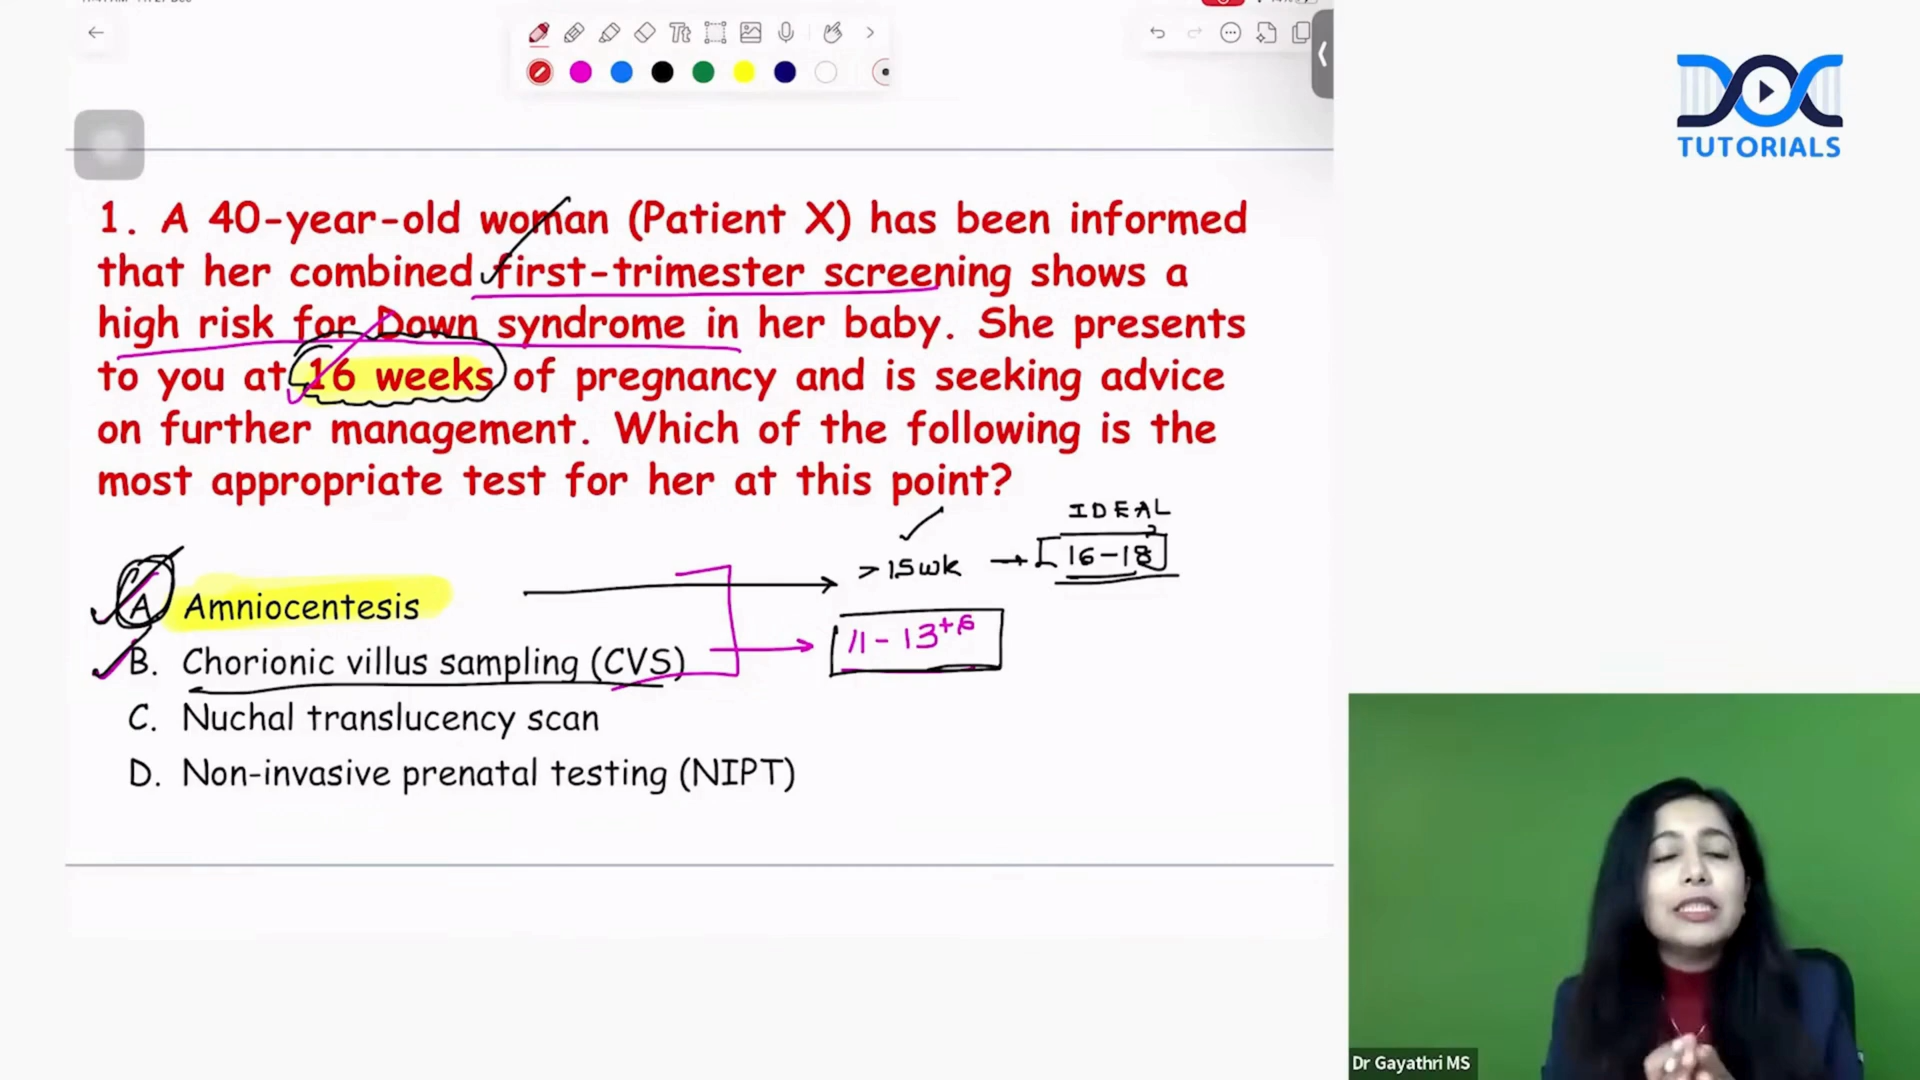 DOC
TUTORIALS
1. A 40-year-old woman (Patient X) has been informed
that her combined first-trimester screening shows a
high risk for Down syndrome in her baby. She presents
to you at 16 weeks of pregnancy and is seeking advice
on further management. Which of the following is the
most appropriate test for her at this point?
IDEAL
A. Amniocentesis
>15wk → 16-18
B. Chorionic villus sampling (CVS)
11-13+6
C. Nuchal translucency scan
D. Non-invasive prenatal testing (NIPT)
Dr Gayathri MS